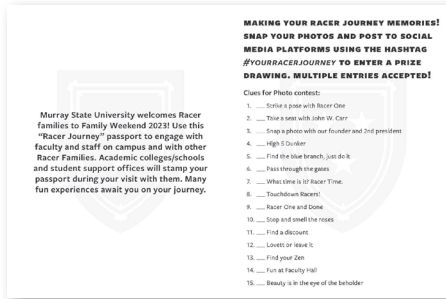 Murray State University welcomes Racer
families to Family Weekend 2023! Use this
"Racer Journey" passport to engage with
faculty and staff on campus and with other
Racer Families. Academic colleges/schools
and student support offices will stamp your
passport during your visit with them. Many
fun experiences await you on your journey.
MAKING YOUR RACER JOURNEY MEMORIES!
SNAP YOUR PHOTOS AND POST TO SOCIAL
MEDIA PLATFORMS USING THE HASHTAG
#YOURRACERJOURNEY TO ENTER A PRIZE
DRAWING. MULTIPLE ENTRIES ACCEPTED!
Clues for Photo contest:
1. ___ Strike a pose with Racer One
2. ___ Take a seat with John W. Carr
3. ___ Snap a photo with our founder and 2nd president
4. ___ High 5 Dunker
5. ___ Find the blue branch, just do it
6. ___ Pass through the gates
7. ___ What time is it? Racer Time.
8. ___ Touchdown Racers!
9. ___ Racer One and Done
10. ___ Stop and smell the roses
11. ___ Find a discount
12. ___ Lovett or leave it
13. ___ Find your Zen
14. ___ Fun at Faculty Hall
15. ___ Beauty is in the eye of the beholder